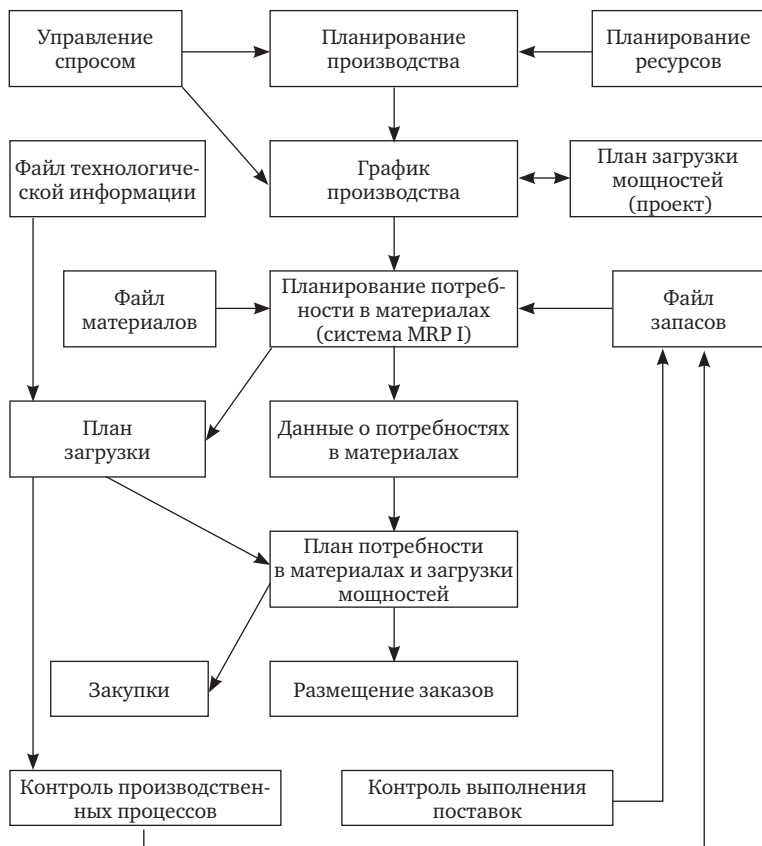 Управление
спросом
Планирование
производства
Планирование
ресурсов
Файл технологиче-
ской информации
График
производства
План загрузки
мощностей
(проект)
Файл
материалов
Планирование потреб-
ности в материалах
(система MRP I)
Файл
запасов
План
загрузки
Данные о потребностях
в материалах
План потребности
в материалах и загрузки
мощностей
Закупки
Размещение заказов
Контроль производствен-
ных процессов
Контроль выполнения
поставок